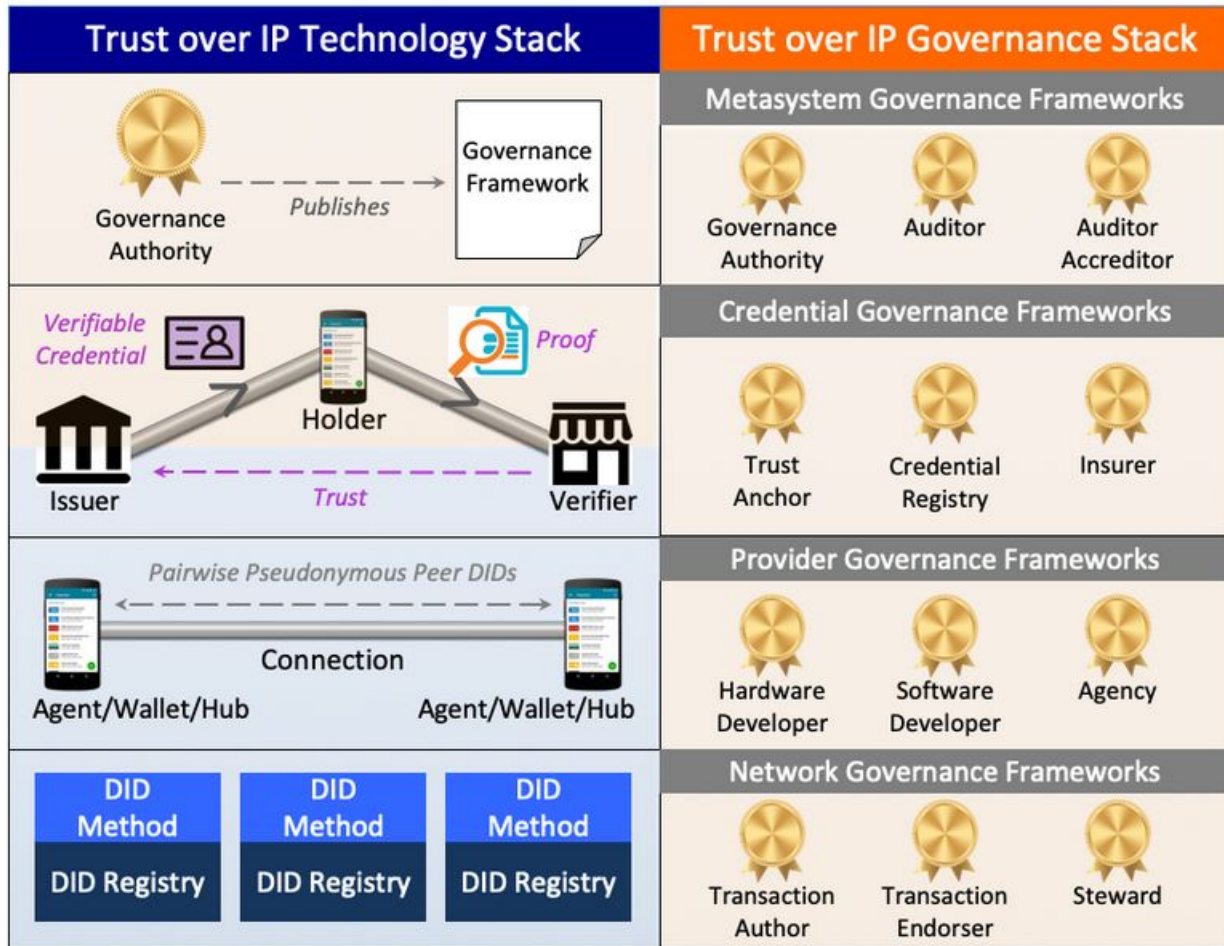 Trust over IP Technology Stack
Trust over IP Governance Stack
Governance
Authority
Publishes
Governance
Framework
Metasystem Governance Frameworks
Governance
Authority
Auditor
Auditor
Accreditor
Verifiable
Credential
Proof
Holder
Issuer
Trust
Verifier
Credential Governance Frameworks
Trust
Anchor
Credential
Registry
Insurer
Pairwise Pseudonymous Peer DIDs
Connection
Agent/Wallet/Hub
Agent/Wallet/Hub
Provider Governance Frameworks
Hardware
Developer
Software
Developer
Agency
DID
Method
DID Registry
DID
Method
DID Registry
DID
Method
DID Registry
Network Governance Frameworks
Transaction
Author
Transaction
Endorser
Steward